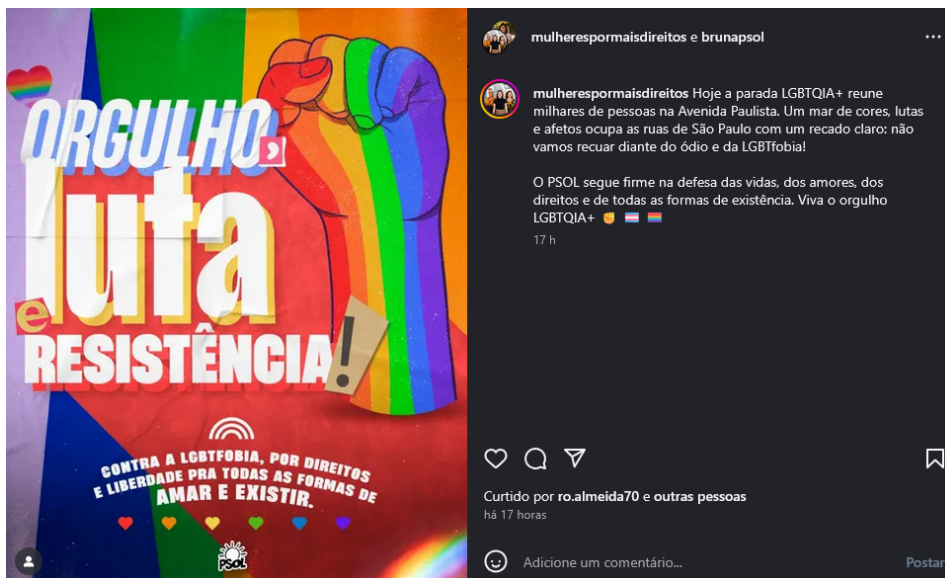 ORGULHO,
luta
e
RESISTÊNCIA!
CONTRA A LGBTFOBIA, POR DIREITOS
E LIBERDADE PRA TODAS AS FORMAS DE
AMAR E EXISTIR.
PSOL
mulherespormaisdireitos e brunapsol
mulherespormaisdireitos Hoje a parada LGBTQIA+ reune
milhares de pessoas na Avenida Paulista. Um mar de cores, lutas
e afetos ocupa as ruas de São Paulo com um recado claro: não
vamos recuar diante do ódio e da LGBTfobia!
O PSOL segue firme na defesa das vidas, dos amores, dos
direitos e de todas as formas de existência. Viva o orgulho
LGBTQIA+ ✊ 🏳️‍⚧️ 🏳️‍🌈
17 h
Curtido por ro.almeida70 e outras pessoas
há 17 horas
Adicione um comentário...
Postar